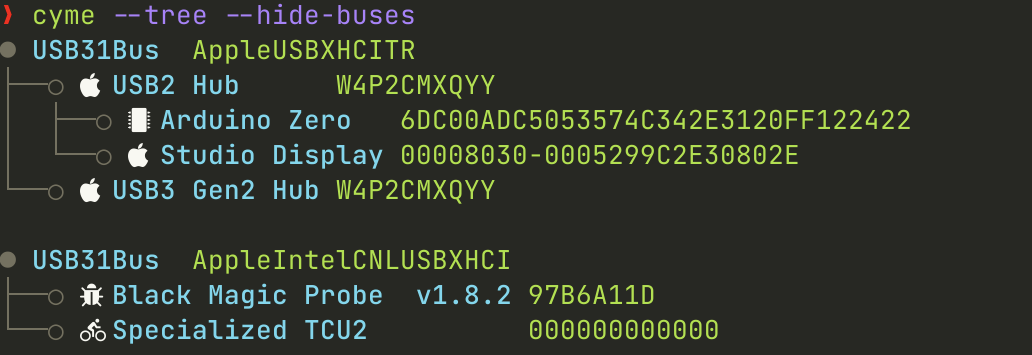 ❯ cyme --tree --hide-buses
USB31Bus AppleUSBXHCITR
USB2 Hub W4P2CMXQYY
Arduino Zero 6DC00ADC5053574C342E3120FF122422
Studio Display 00008030-0005299C2E30802E
USB3 Gen2 Hub W4P2CMXQYY
USB31Bus AppleIntelCNLUSBXHCI
Black Magic Probe v1.8.2 97B6A11D
Specialized TCU2 000000000000